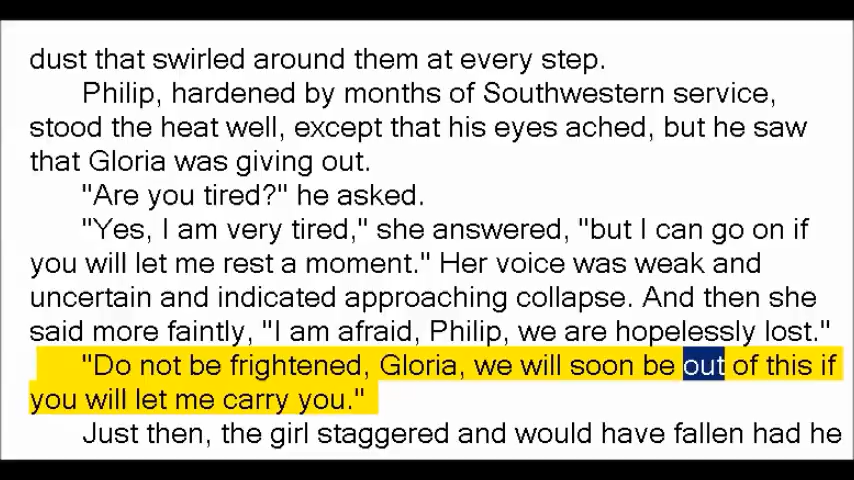 dust that swirled around them at every step.
Philip, hardened by months of Southwestern service,
stood the heat well, except that his eyes ached, but he saw
that Gloria was giving out.
"Are you tired?" he asked.
"Yes, I am very tired," she answered, "but I can go on if
you will let me rest a moment." Her voice was weak and
uncertain and indicated approaching collapse. And then she
said more faintly, "I am afraid, Philip, we are hopelessly lost."
"Do not be frightened, Gloria, we will soon be out of this if
you will let me carry you."
Just then, the girl staggered and would have fallen had he